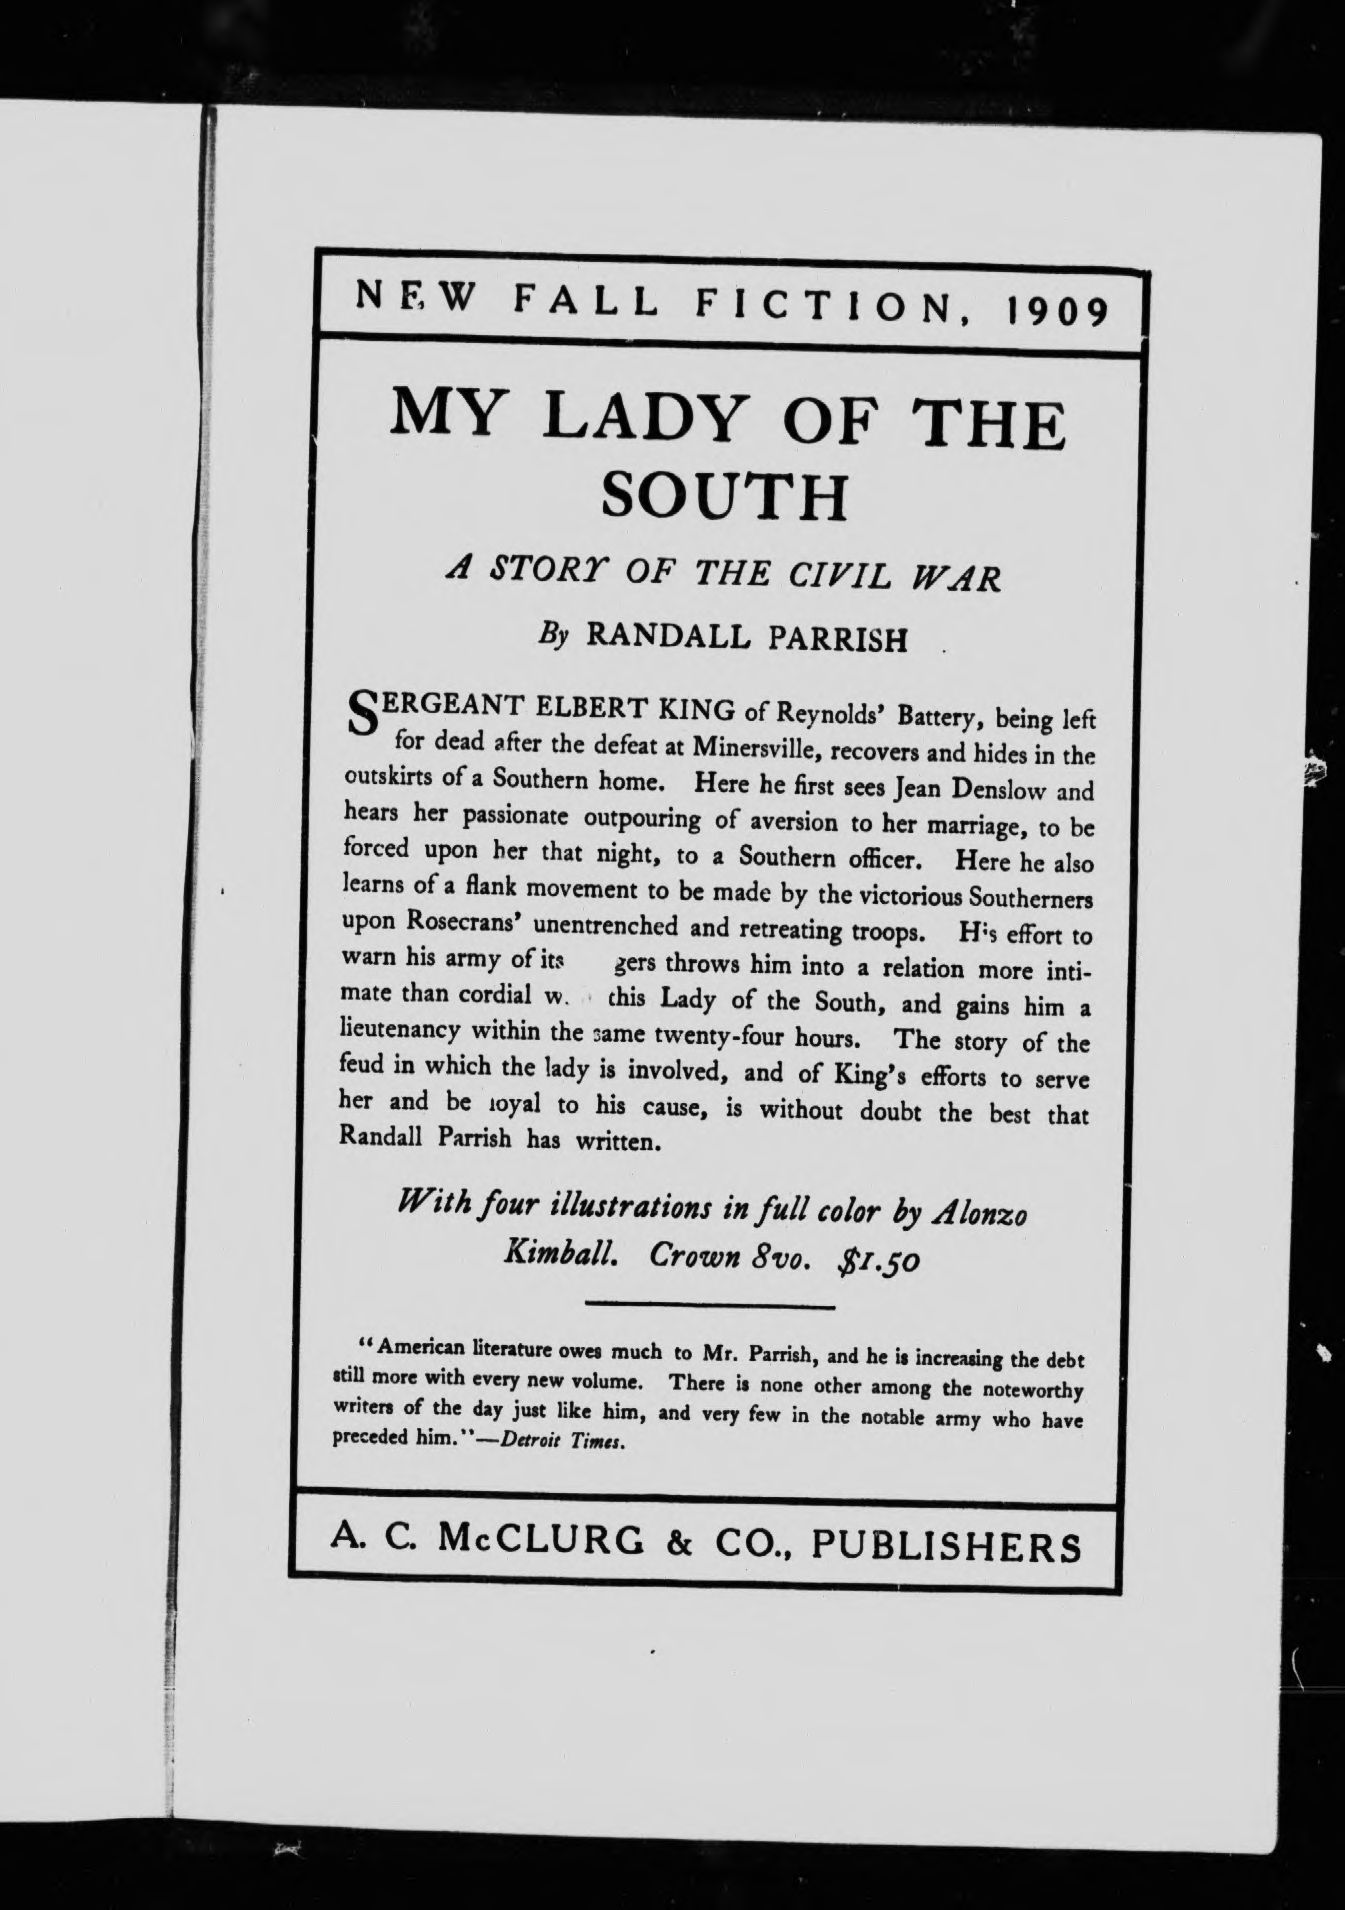 NEW FALL FICTION, 1909
MY LADY OF THE
SOUTH
A STORY OF THE CIVIL WAR
By RANDALL PARRISH
SERGEANT ELBERT KING of Reynolds' Battery, being left
for dead after the defeat at Minersville, recovers and hides in the
outskirts of a Southern home. Here he first sees Jean Denslow and
hears her passionate outpouring of aversion to her marriage, to be
forced upon her that night, to a Southern officer. Here he also
learns of a flank movement to be made by the victorious Southerners
upon Rosecrans' unentrenched and retreating troops. His effort to
warn his army of its gers throws him into a relation more inti-
mate than cordial w. this Lady of the South, and gains him a
lieutenancy within the same twenty-four hours. The story of the
feud in which the lady is involved, and of King's efforts to serve
her and be loyal to his cause, is without doubt the best that
Randall Parrish has written.
With four illustrations in full color by Alonzo
Kimball. Crown 8vo. $1.50
"American literature owes much to Mr. Parrish, and he is increasing the debt
still more with every new volume. There is none other among the noteworthy
writers of the day just like him, and very few in the notable army who have
preceded him."—Detroit Times.
A. C. McCLURG & CO., PUBLISHERS